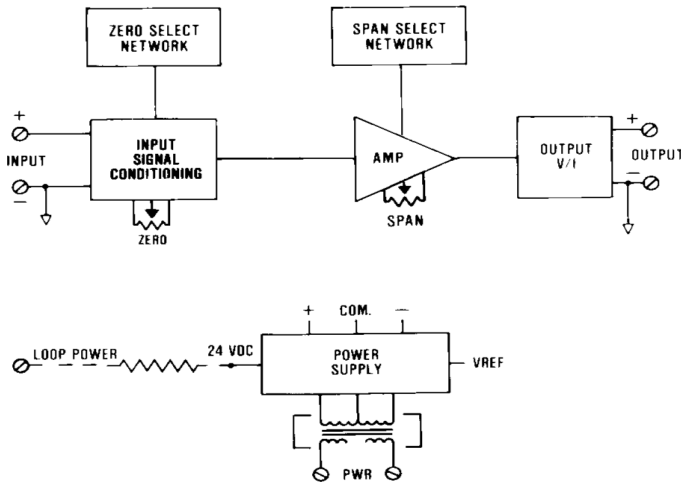 ZERO SELECT
NETWORK
SPAN SELECT
NETWORK
+
INPUT
−
INPUT
SIGNAL
CONDITIONING
ZERO
AMP
SPAN
OUTPUT
V/I
+
OUTPUT
−
+ COM. −
LOOP POWER
24 VDC
POWER
SUPPLY
VREF
PWR